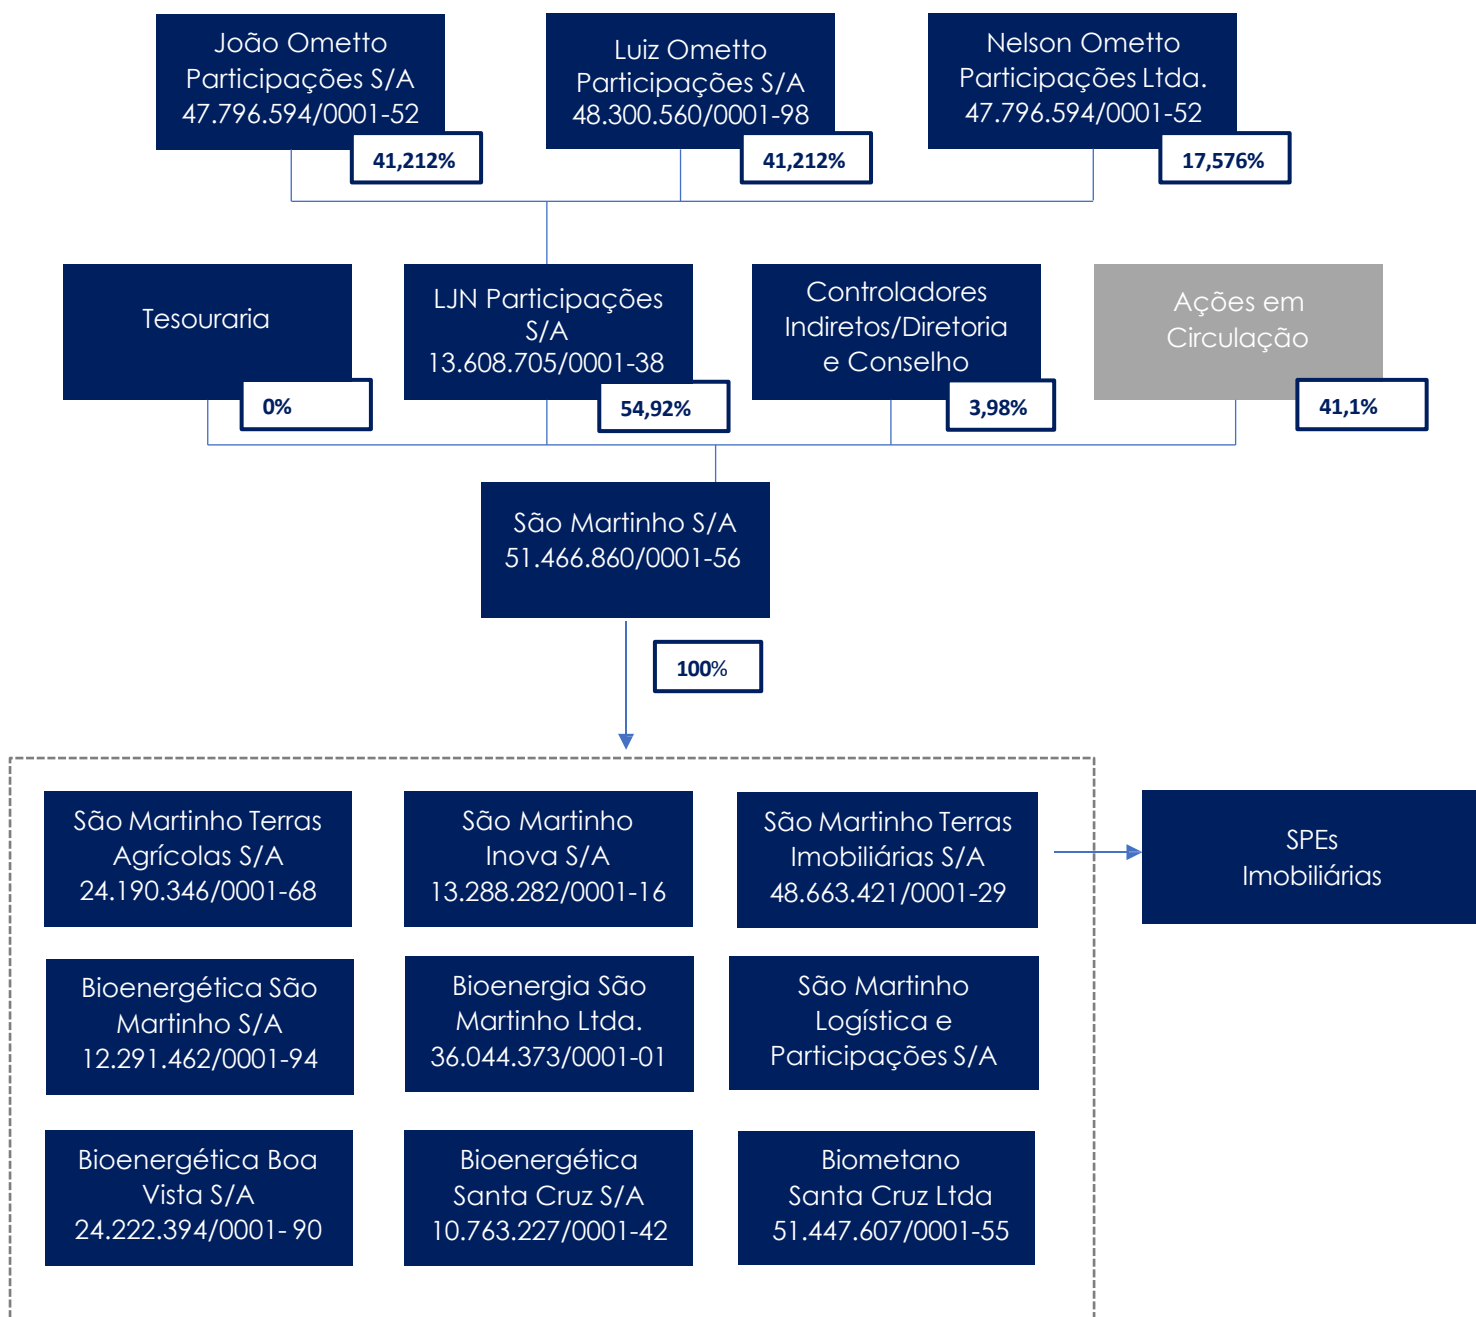 João Ometto
Participações S/A
47.796.594/0001-52
41,212%
Luiz Ometto
Participações S/A
48.300.560/0001-98
41,212%
Nelson Ometto
Participações Ltda.
47.796.594/0001-52
17,576%
Tesouraria
0%
LJN Participações
S/A
13.608.705/0001-38
54,92%
Controladores
Indiretos/Diretoria
e Conselho
3,98%
Ações em
Circulação
41,1%
São Martinho S/A
51.466.860/0001-56
100%
São Martinho Terras
Agrícolas S/A
24.190.346/0001-68
São Martinho
Inova S/A
13.288.282/0001-16
São Martinho Terras
Imobiliárias S/A
48.663.421/0001-29
SPEs
Imobiliárias
Bioenergética São
Martinho S/A
12.291.462/0001-94
Bioenergia São
Martinho Ltda.
36.044.373/0001-01
São Martinho
Logística e
Participações S/A
Bioenergética Boa
Vista S/A
24.222.394/0001- 90
Bioenergética
Santa Cruz S/A
10.763.227/0001-42
Biometano
Santa Cruz Ltda
51.447.607/0001-55